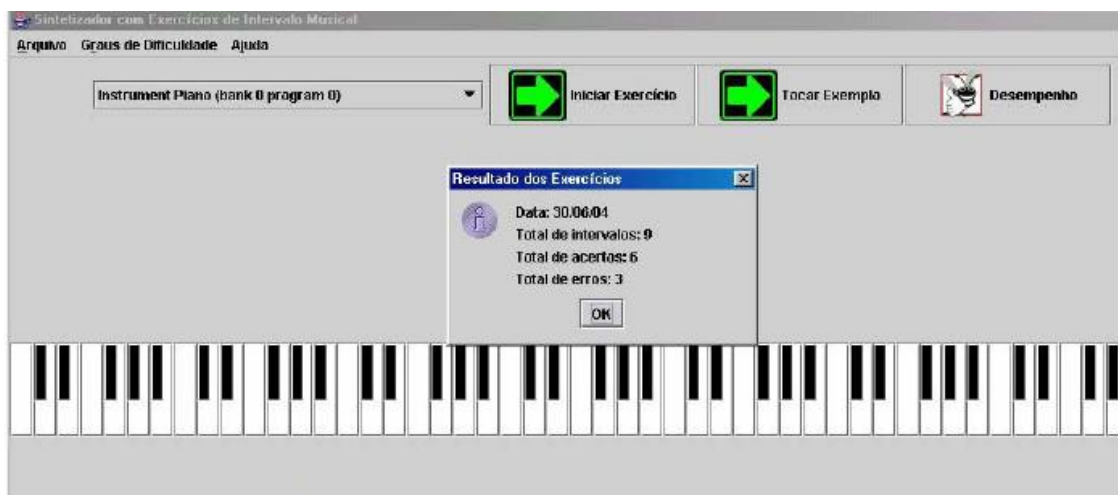 Sintetizador com Exercícios de Intervalo Musical
Arquivo Graus de Dificuldade Ajuda
Instrument Piano (bank 0 program 0) Iniciar Exercício Tocar Exemplo Desempenho
Resultado dos Exercícios
Data: 30/06/04
Total de intervalos: 9
Total de acertos: 6
Total de erros: 3
OK